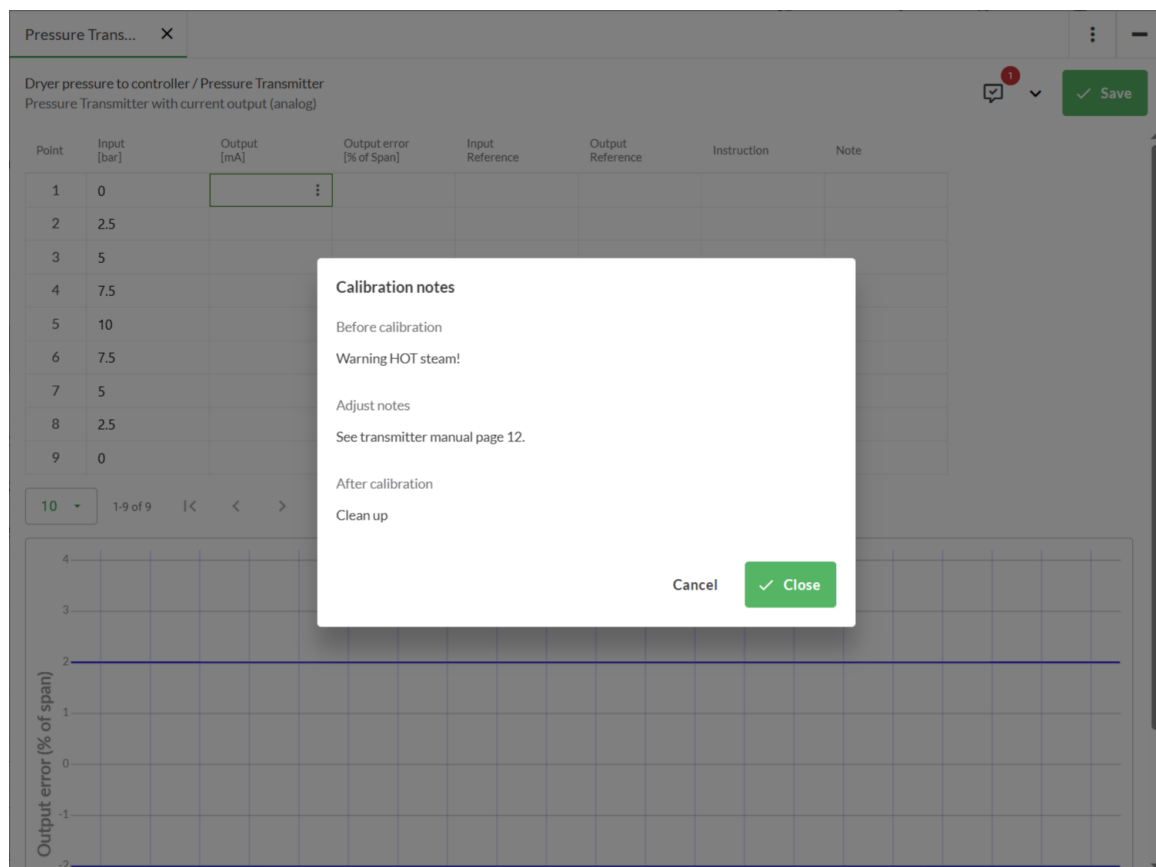 Pressure Trans...
Dryer pressure to controller / Pressure Transmitter
Pressure Transmitter with current output (analog)
1
Save
Point Input [bar] Output [mA] Output error [% of Span] Input Reference Output Reference Instruction Note
1 0
2 2.5
3 5
4 7.5
5 10
6 7.5
7 5
8 2.5
9 0
10 1-9 of 9
Calibration notes
Before calibration
Warning HOT steam!
Adjust notes
See transmitter manual page 12.
After calibration
Clean up
Cancel Close
Output error (% of span)
4
3
2
1
0
-1
-2